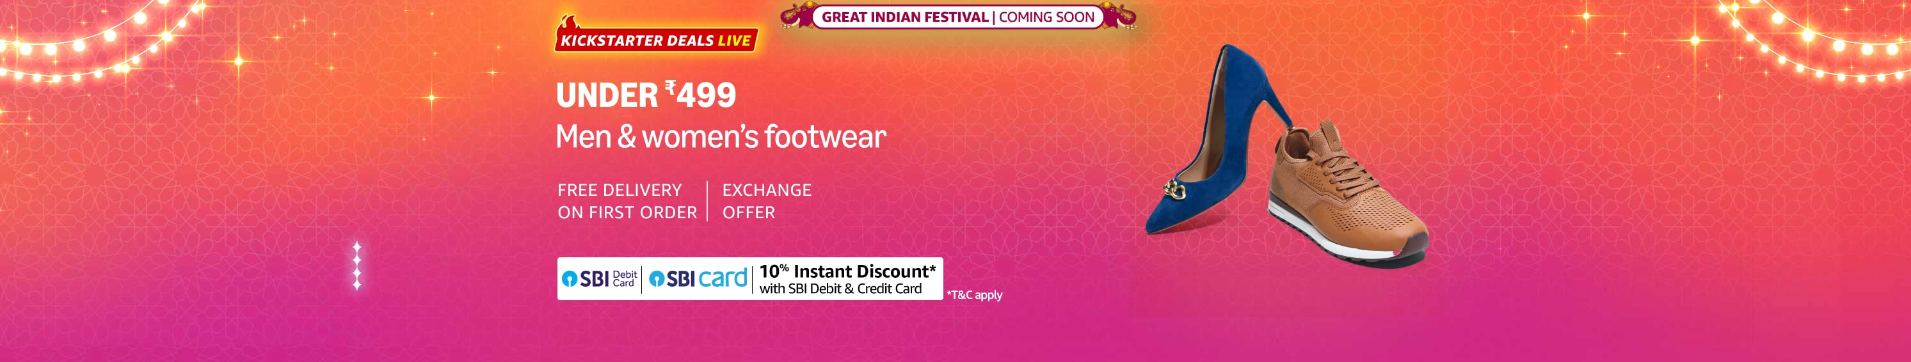 GREAT INDIAN FESTIVAL | COMING SOON
KICKSTARTER DEALS LIVE
UNDER ₹499
Men & women's footwear
FREE DELIVERY
ON FIRST ORDER
EXCHANGE
OFFER
SBI Debit Card
SBI card
10% Instant Discount*
with SBI Debit & Credit Card
*T&C apply